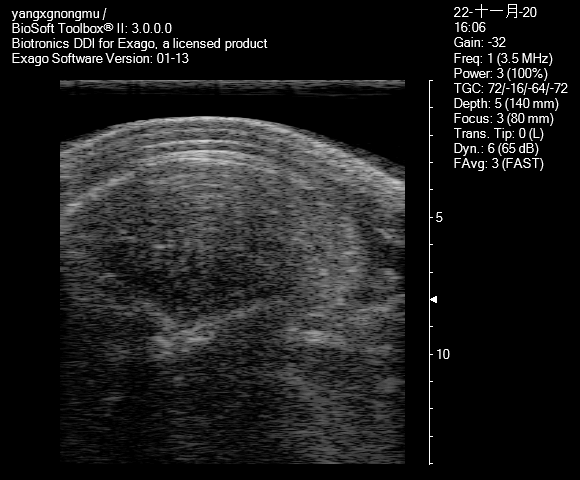 yangxgnongmu /
BioSoft Toolbox® II: 3.0.0.0
Biotronics DDI for Exago, a licensed product
Exago Software Version: 01-13
22-十一月-20
16:06
Gain: -32
Freq: 1 (3.5 MHz)
Power: 3 (100%)
TGC: 72/-16/-64/-72
Depth: 5 (140 mm)
Focus: 3 (80 mm)
Trans. Tip: 0 (L)
Dyn.: 6 (65 dB)
FAvg: 3 (FAST)
5
10